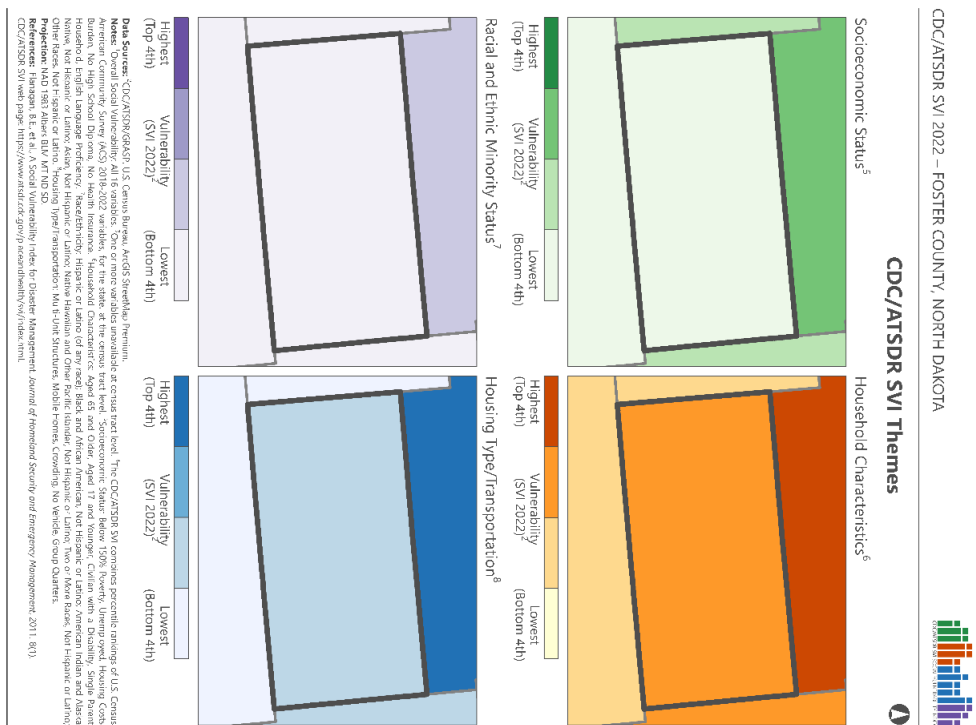 CDC/ATSDR SVI 2022 – FOSTER COUNTY, NORTH DAKOTA
CDC/ATSDR SVI Themes
Socioeconomic Status⁵
Highest
(Top 4th)
Vulnerability
(SVI 2022)²
Lowest
(Bottom 4th)
Household Characteristics⁶
Highest
(Top 4th)
Vulnerability
(SVI 2022)²
Lowest
(Bottom 4th)
Racial and Ethnic Minority Status⁷
Highest
(Top 4th)
Vulnerability
(SVI 2022)²
Lowest
(Bottom 4th)
Housing Type/Transportation⁸
Highest
(Top 4th)
Vulnerability
(SVI 2022)²
Lowest
(Bottom 4th)
Data Sources: ²CDC/ATSDR/GRASP, U.S. Census Bureau, ArcGIS StreetMap Premium.
Notes: ¹Overall Social Vulnerability: All 16 variables. ³One or more variables unavailable at census tract level. ⁴The CDC/ATSDR SVI combines percentile rankings of U.S. Census
American Community Survey (ACS) 2018-2022 variables, for the state, at the census tract level. ⁵Socioeconomic Status: Below 150% Poverty, Unemployed, Housing Costs
Burden, No High School Diploma, No Health Insurance. ⁶Household Characteristics: Aged 65 and Older, Aged 17 and Younger, Civilian with a Disability, Single Parent
Household, English Language Proficiency. ⁷Race/Ethnicity: Hispanic or Latino (of any race); Black and African American, Not Hispanic or Latino; American Indian and Alaska
Native, Not Hispanic or Latino; Asian, Not Hispanic or Latino; Native Hawaiian and Other Pacific Islander, Not Hispanic or Latino; Two or More Races, Not Hispanic or Latino;
Other Races, Not Hispanic or Latino. ⁸Housing Type/Transportation: Multi-Unit Structures, Mobile Homes, Crowding, No Vehicle, Group Quarters.
Projection: NAD 1983 Albers BLM MT ND SD.
References: Flanagan, B.E., et al., A Social Vulnerability Index for Disaster Management. Journal of Homeland Security and Emergency Management, 2011. 8(1).
CDC/ATSDR SVI web page: https://www.atsdr.cdc.gov/placeandhealth/svi/index.html.